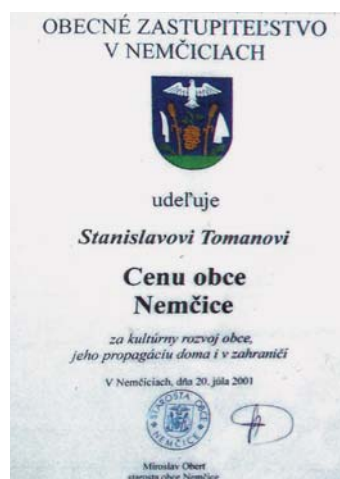 OBECNÉ ZASTUPITEĽSTVO
V NEMČICIACH
udeľuje
Stanislavovi Tomanovi
Cenu obce
Nemčice
za kultúrny rozvoj obce,
jeho propagáciu doma i v zahraničí
V Nemčiciach, dňa 20. júla 2001
STAROSTA OBCE
NEMČICE
Miroslav Obert
starosta obce Nemčice